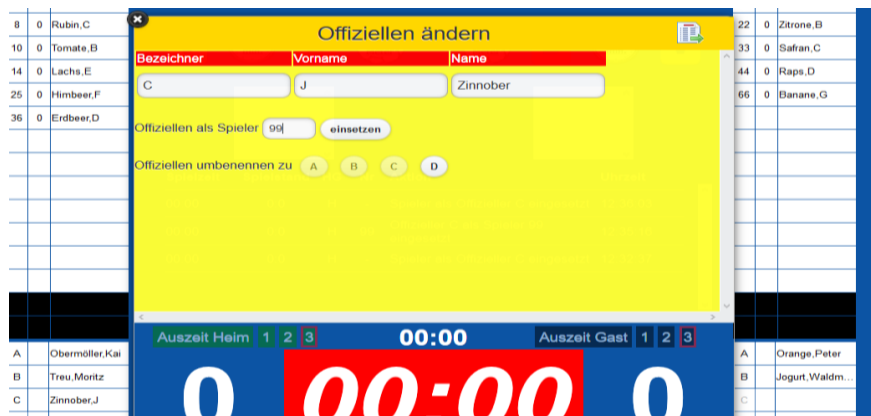 Offiziellen ändern
Bezeichner Vorname Name
C J Zinnober
Offiziellen als Spieler 99 einsetzen
Offiziellen umbenennen zu A B C D
8 0 Rubin,C
10 0 Tomate,B
14 0 Lachs,E
25 0 Himbeer,F
36 0 Erdbeer,D
22 0 Zitrone,B
33 0 Safran,C
44 0 Raps,D
66 0 Banane,G
Auszeit Heim 1 2 3 00:00 Auszeit Gast 1 2 3
0 00:00 0
A Obermöller,Kai
B Treu,Moritz
C Zinnober,J
A Orange,Peter
B Jogurt,Waldm...
C